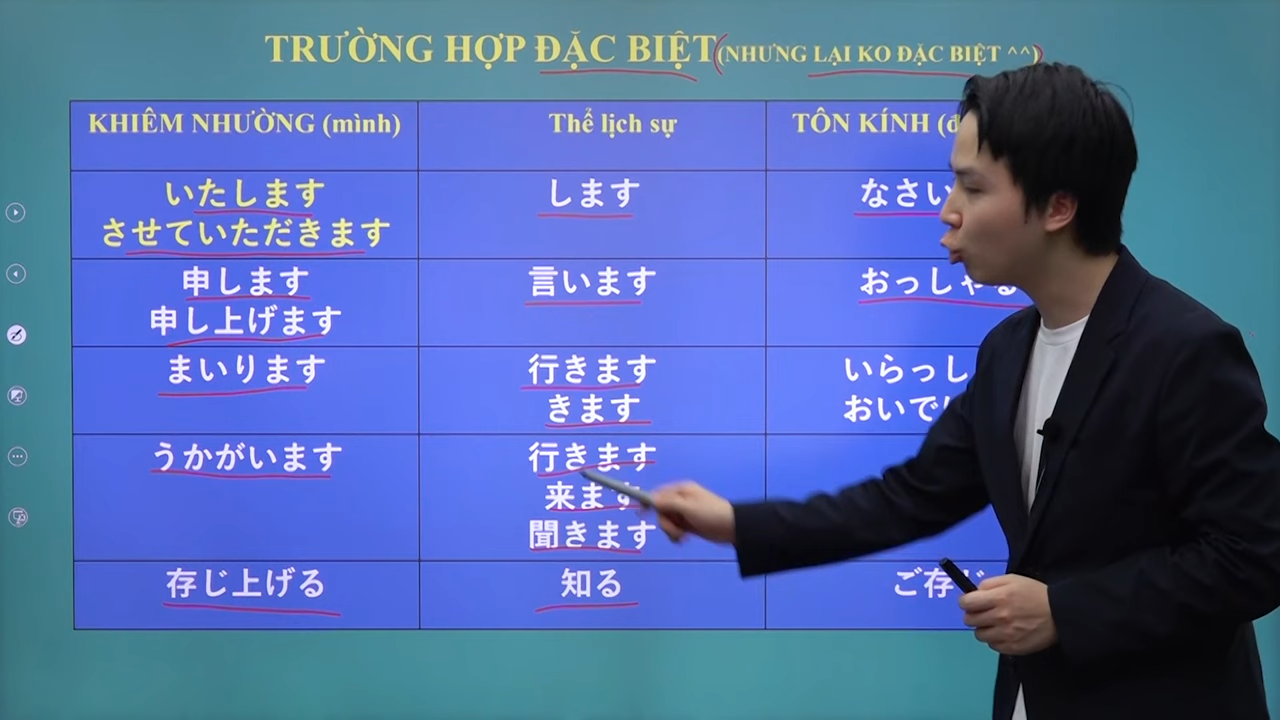 TRƯỜNG HỢP ĐẶC BIỆT(NHƯNG LẠI KO ĐẶC BIỆT ^^)
KHIÊM NHƯỜNG (mình)
Thể lịch sự
TÔN KÍNH
いたします
させていただきます
します
なさい
申します
申し上げます
言います
おっしゃる
まいります
行きます
きます
いらっし
おいで
うかがいます
行きます
来ます
聞きます
存じ上げる
知る
ご存じ